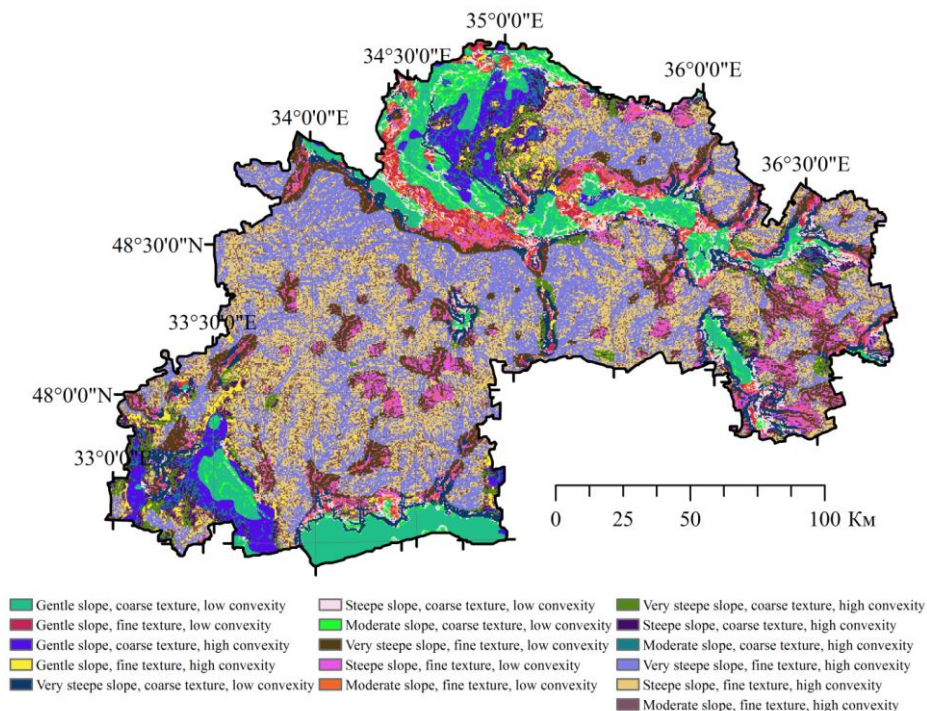 35°0'0"E
34°30'0"E
36°0'0"E
34°0'0"E
36°30'0"E
48°30'0"N
33°30'0"E
48°0'0"N
33°0'0"E
0 25 50 100 Км
Gentle slope, coarse texture, low convexity
Gentle slope, fine texture, low convexity
Gentle slope, coarse texture, high convexity
Gentle slope, fine texture, high convexity
Very steepe slope, coarse texture, low convexity
Steepe slope, coarse texture, low convexity
Moderate slope, coarse texture, low convexity
Very steepe slope, fine texture, low convexity
Steepe slope, fine texture, low convexity
Moderate slope, fine texture, low convexity
Very steepe slope, coarse texture, high convexity
Steepe slope, coarse texture, high convexity
Moderate slope, coarse texture, high convexity
Very steepe slope, fine texture, high convexity
Steepe slope, fine texture, high convexity
Moderate slope, fine texture, high convexity